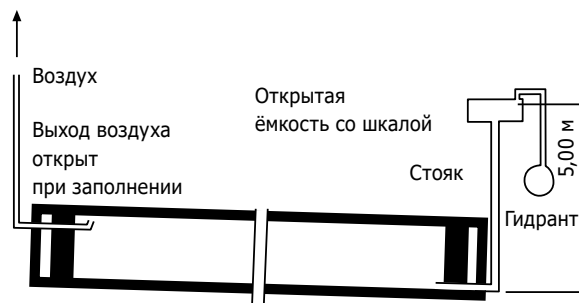 Воздух
Выход воздуха
открыт
при заполнении
Открытая
ёмкость со шкалой
Стояк
5,00 м
Гидрант